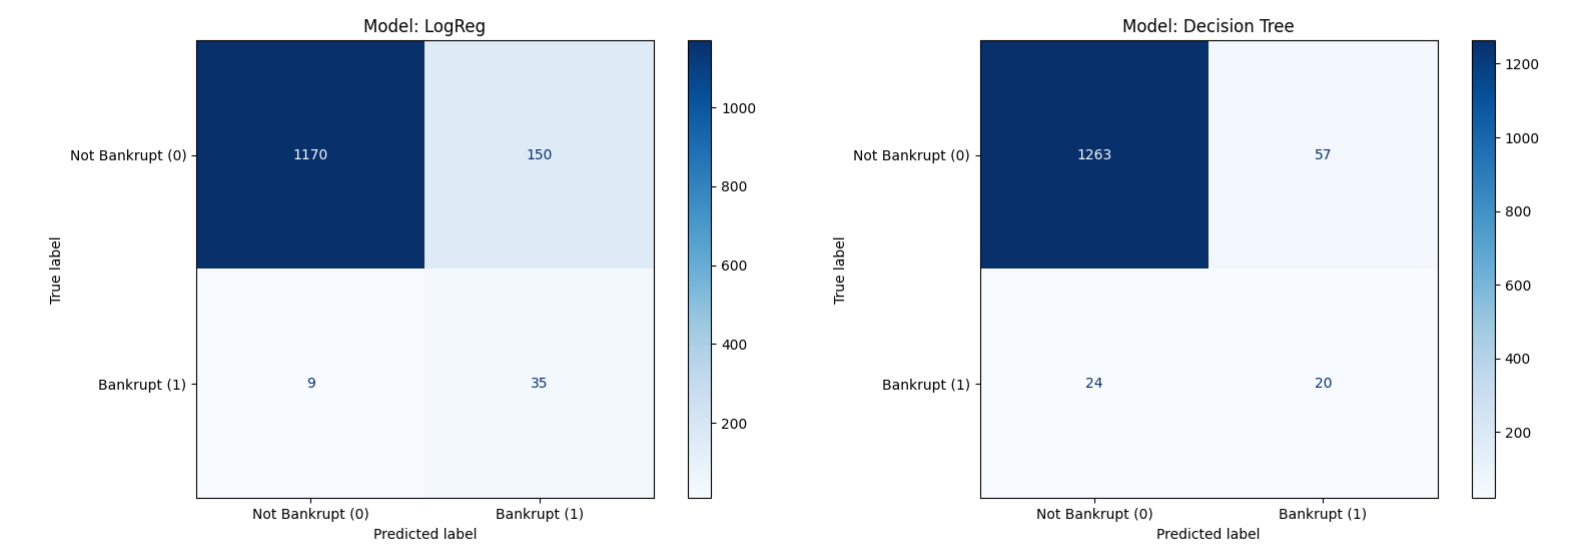 Model: LogReg
Not Bankrupt (0)
Bankrupt (1)
True label
1170
150
9
35
Not Bankrupt (0)
Bankrupt (1)
Predicted label
1000
800
600
400
200
Model: Decision Tree
Not Bankrupt (0)
Bankrupt (1)
True label
1263
57
24
20
Not Bankrupt (0)
Bankrupt (1)
Predicted label
1200
1000
800
600
400
200